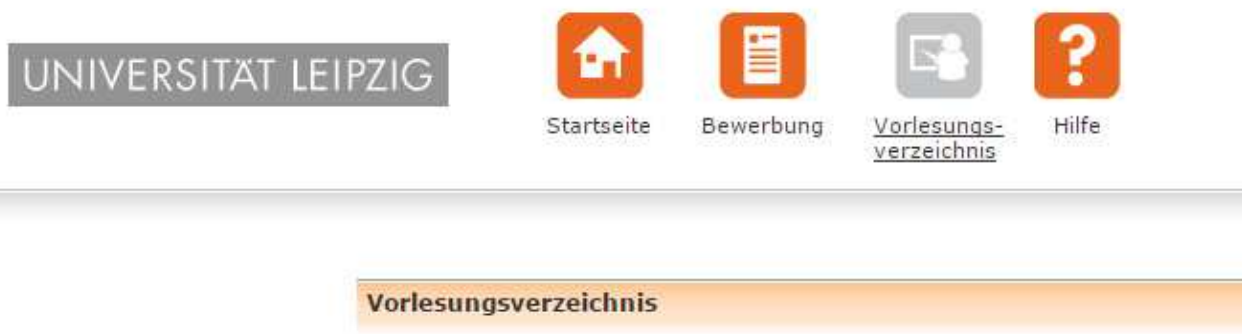 UNIVERSITÄT LEIPZIG
Startseite
Bewerbung
Vorlesungs-
verzeichnis
Hilfe
Vorlesungsverzeichnis